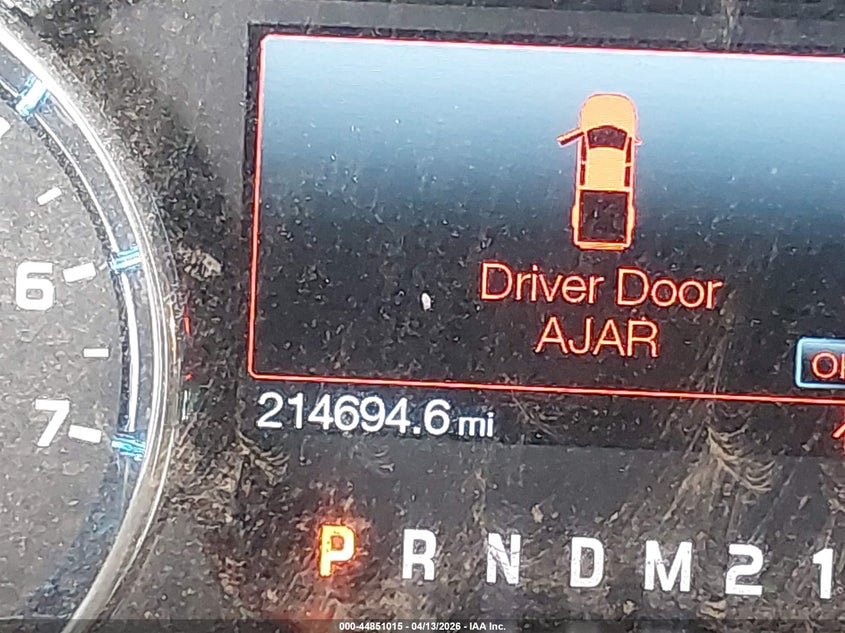 Driver Door
AJAR
6
7
214694.6 mi
P R N D M 2 1
000-44851015 - 04/13/2026 - IAA Inc.